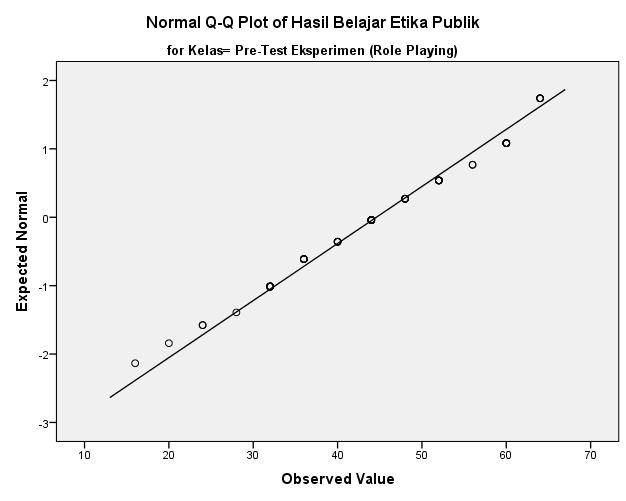 Normal Q-Q Plot of Hasil Belajar Etika Publik
for Kelas= Pre-Test Eksperimen (Role Playing)
2
1
0
-1
-2
-3
Expected Normal
10 20 30 40 50 60 70
Observed Value